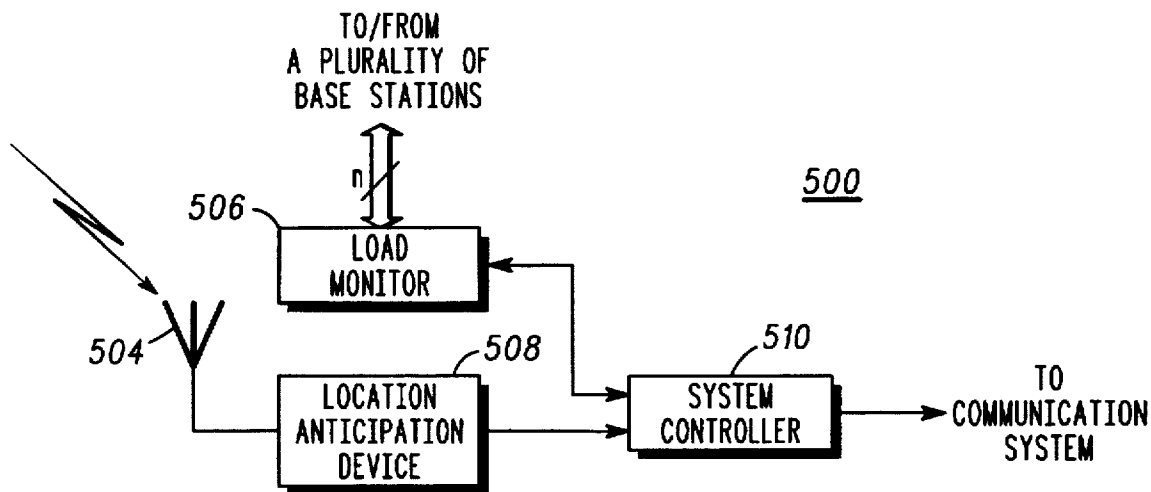 TO/FROM
A PLURALITY OF
BASE STATIONS
n
500
506
LOAD
MONITOR
504
508
LOCATION
ANTICIPATION
DEVICE
510
SYSTEM
CONTROLLER
TO
COMMUNICATION
SYSTEM